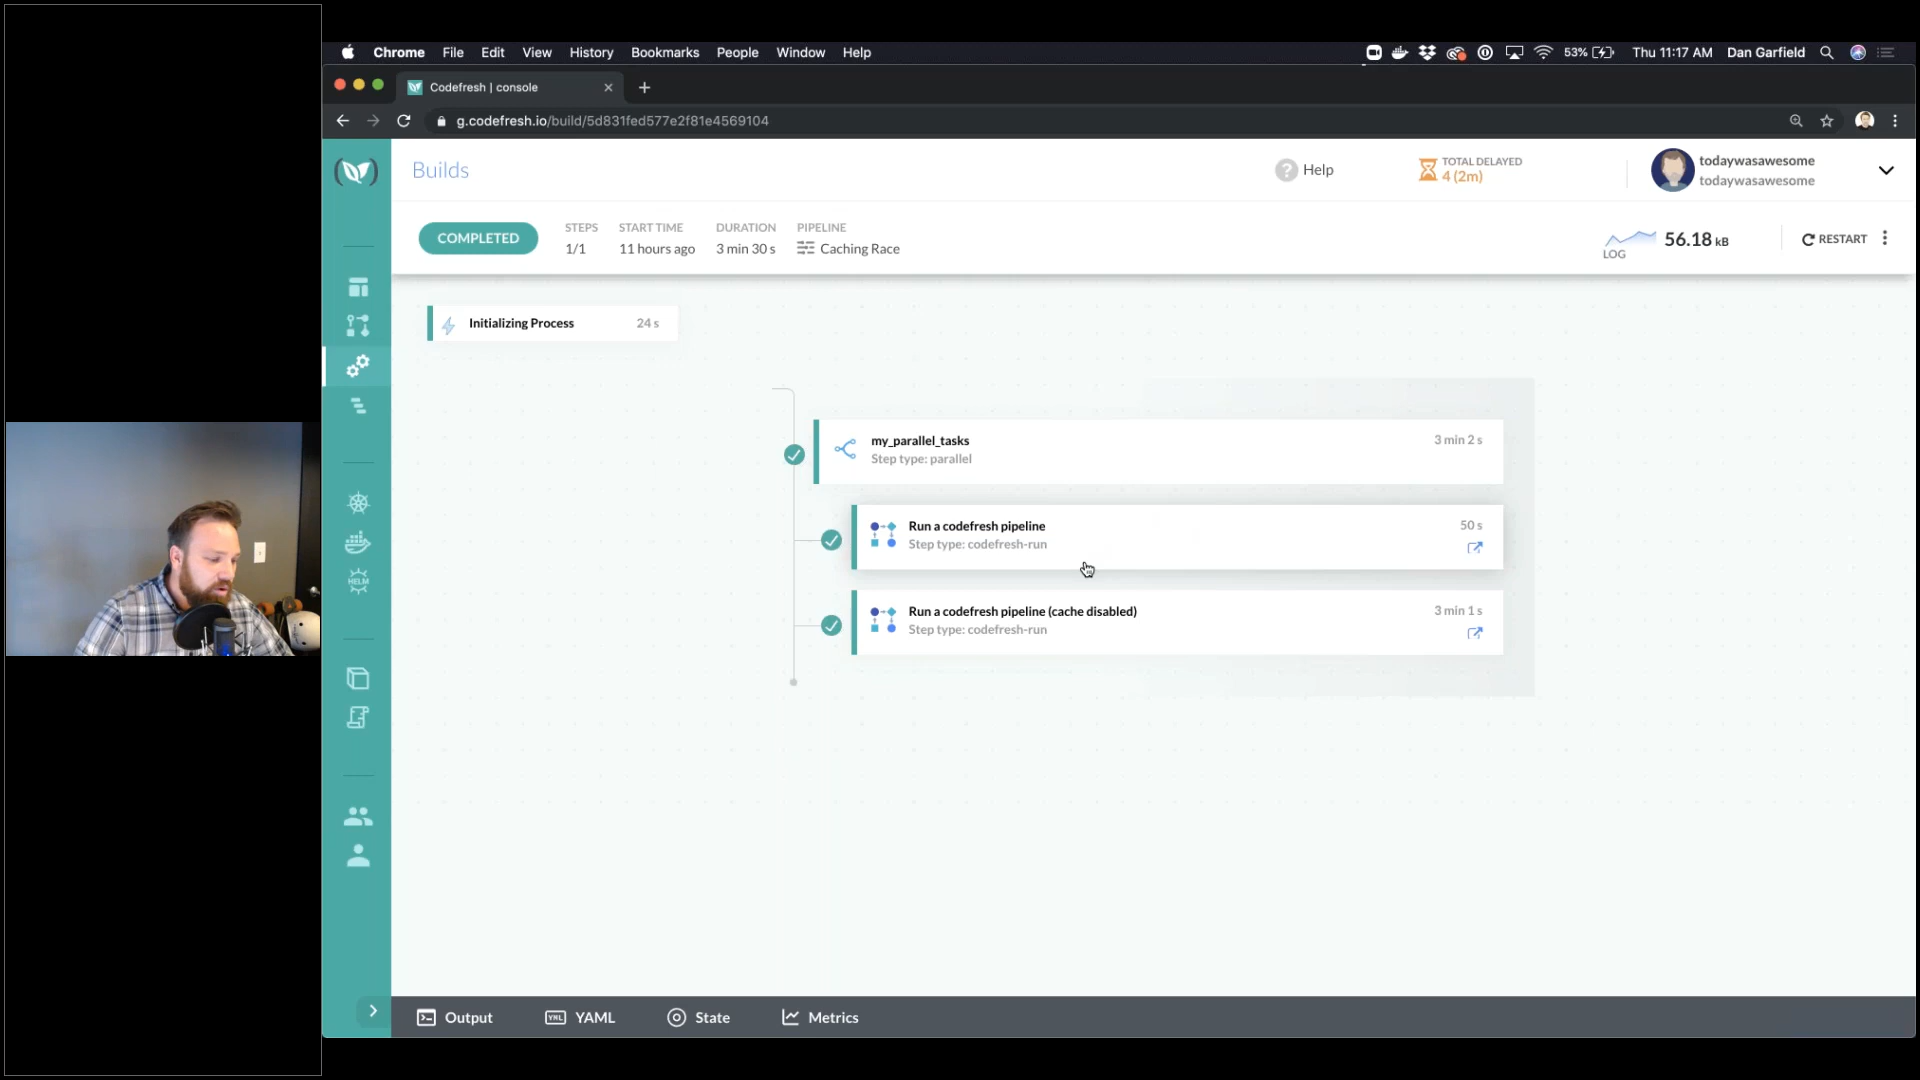 Chrome File Edit View History Bookmarks People Window Help
53% Thu 11:17 AM Dan Garfield
Codefresh | console
g.codefresh.io/build/5d831fed577e2f81e4569104
Builds
? Help
TOTAL DELAYED
4 (2m)
todaywasawesome
todaywasawesome
COMPLETED
STEPS
1/1
START TIME
11 hours ago
DURATION
3 min 30 s
PIPELINE
Caching Race
LOG
56.18 kB
RESTART
Initializing Process 24 s
my_parallel_tasks 3 min 2 s
Step type: parallel
Run a codefresh pipeline 50 s
Step type: codefresh-run
Run a codefresh pipeline (cache disabled) 3 min 1 s
Step type: codefresh-run
HELM
Output
YML YAML
State
Metrics